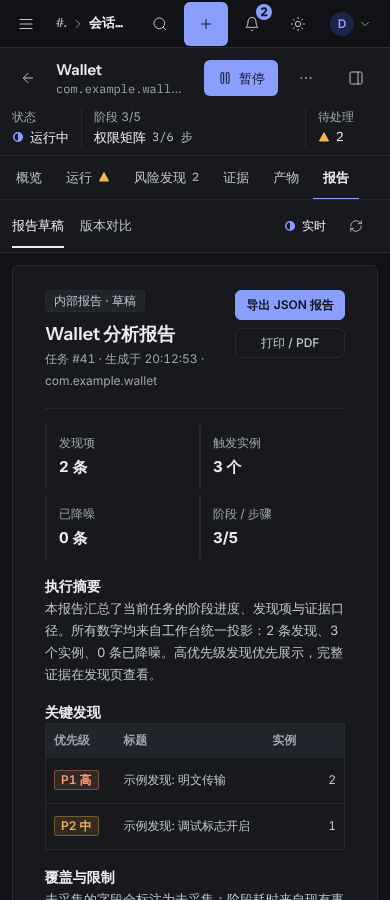 #. > 会话... 2 D
Wallet
com.example.wall...
暂停
状态 阶段 3/5 待处理
运行中 权限矩阵 3/6 步 2
概览 运行 风险发现 2 证据 产物 报告
报告草稿 版本对比 实时
内部报告 · 草稿
导出 JSON 报告
Wallet 分析报告
打印 / PDF
任务 #41 · 生成于 20:12:53 ·
com.example.wallet
发现项 触发实例
2 条 3 个
已降噪 阶段 / 步骤
0 条 3/5
执行摘要
本报告汇总了当前任务的阶段进度、发现项与证据口
径。所有数字均来自工作台统一投影：2 条发现、3
个实例、0 条已降噪。高优先级发现优先展示，完整
证据在发现页查看。
关键发现
优先级 标题 实例
P1 高 示例发现: 明文传输 2
P2 中 示例发现: 调试标志开启 1
覆盖与限制